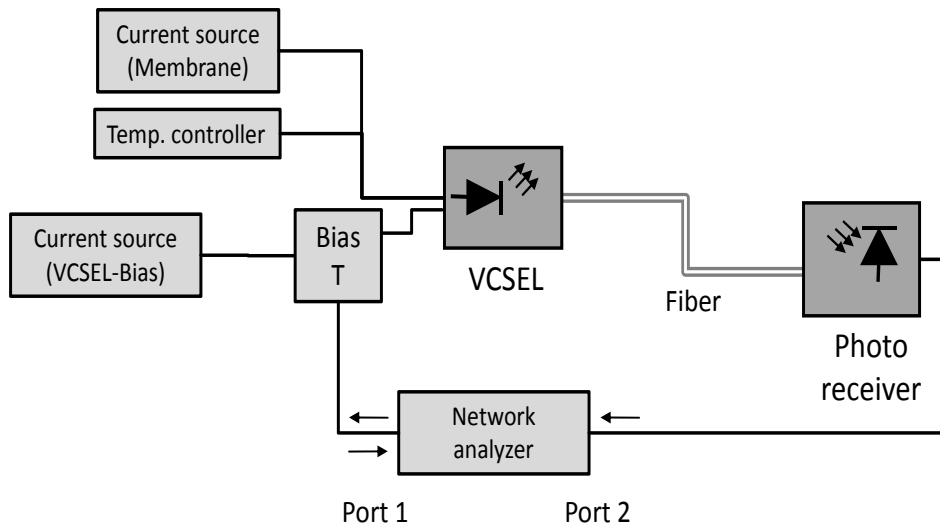 Current source
(Membrane)
Temp. controller
Current source
(VCSEL-Bias)
Bias
T
VCSEL
Fiber
Photo
receiver
Network
analyzer
Port 1
Port 2